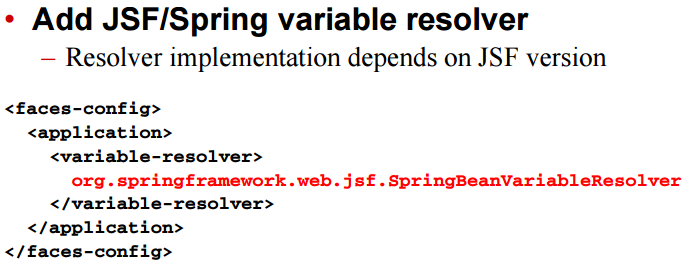 • Add JSF/Spring variable resolver
– Resolver implementation depends on JSF version
<faces-config>
  <application>
    <variable-resolver>
      org.springframework.web.jsf.SpringBeanVariableResolver
    </variable-resolver>
  </application>
</faces-config>